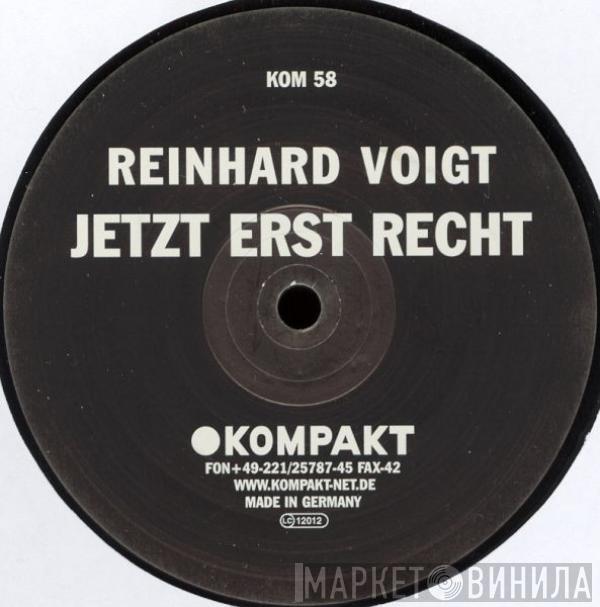 KOM 58
REINHARD VOIGT
JETZT ERST RECHT
KOMPAKT
FON+49-221/25787-45 FAX-42
WWW.KOMPAKT-NET.DE
MADE IN GERMANY
LC 12012
МАРКЕТ ВИНИЛА